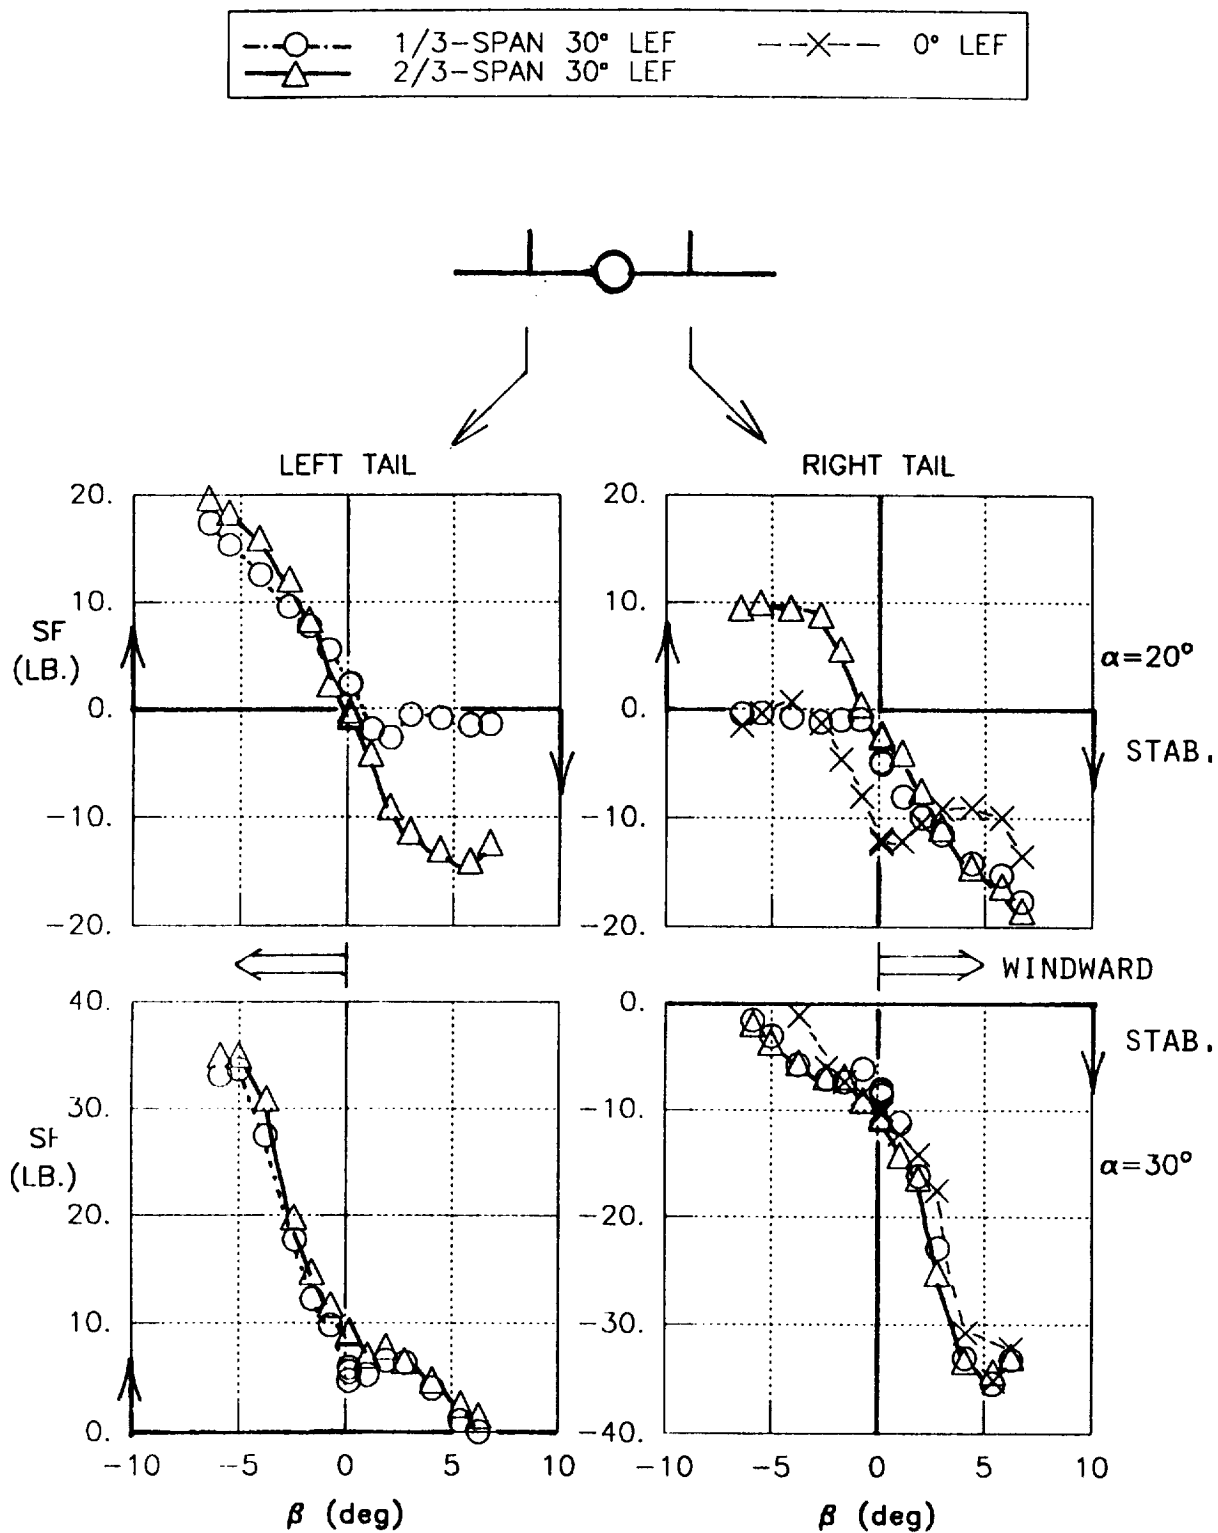 1/3-SPAN 30° LEF
0° LEF
2/3-SPAN 30° LEF
LEFT TAIL
RIGHT TAIL
20.
10.
SF
(LB.)
0.
-10.
-20.
20.
10.
0.
-10.
-20.
α=20°
STAB.
WINDWARD
40.
30.
SF
(LB.)
20.
10.
0.
-10
-5
0
5
10
β (deg)
0.
-10.
-20.
-30.
-40.
STAB.
α=30°
-10
-5
0
5
10
β (deg)